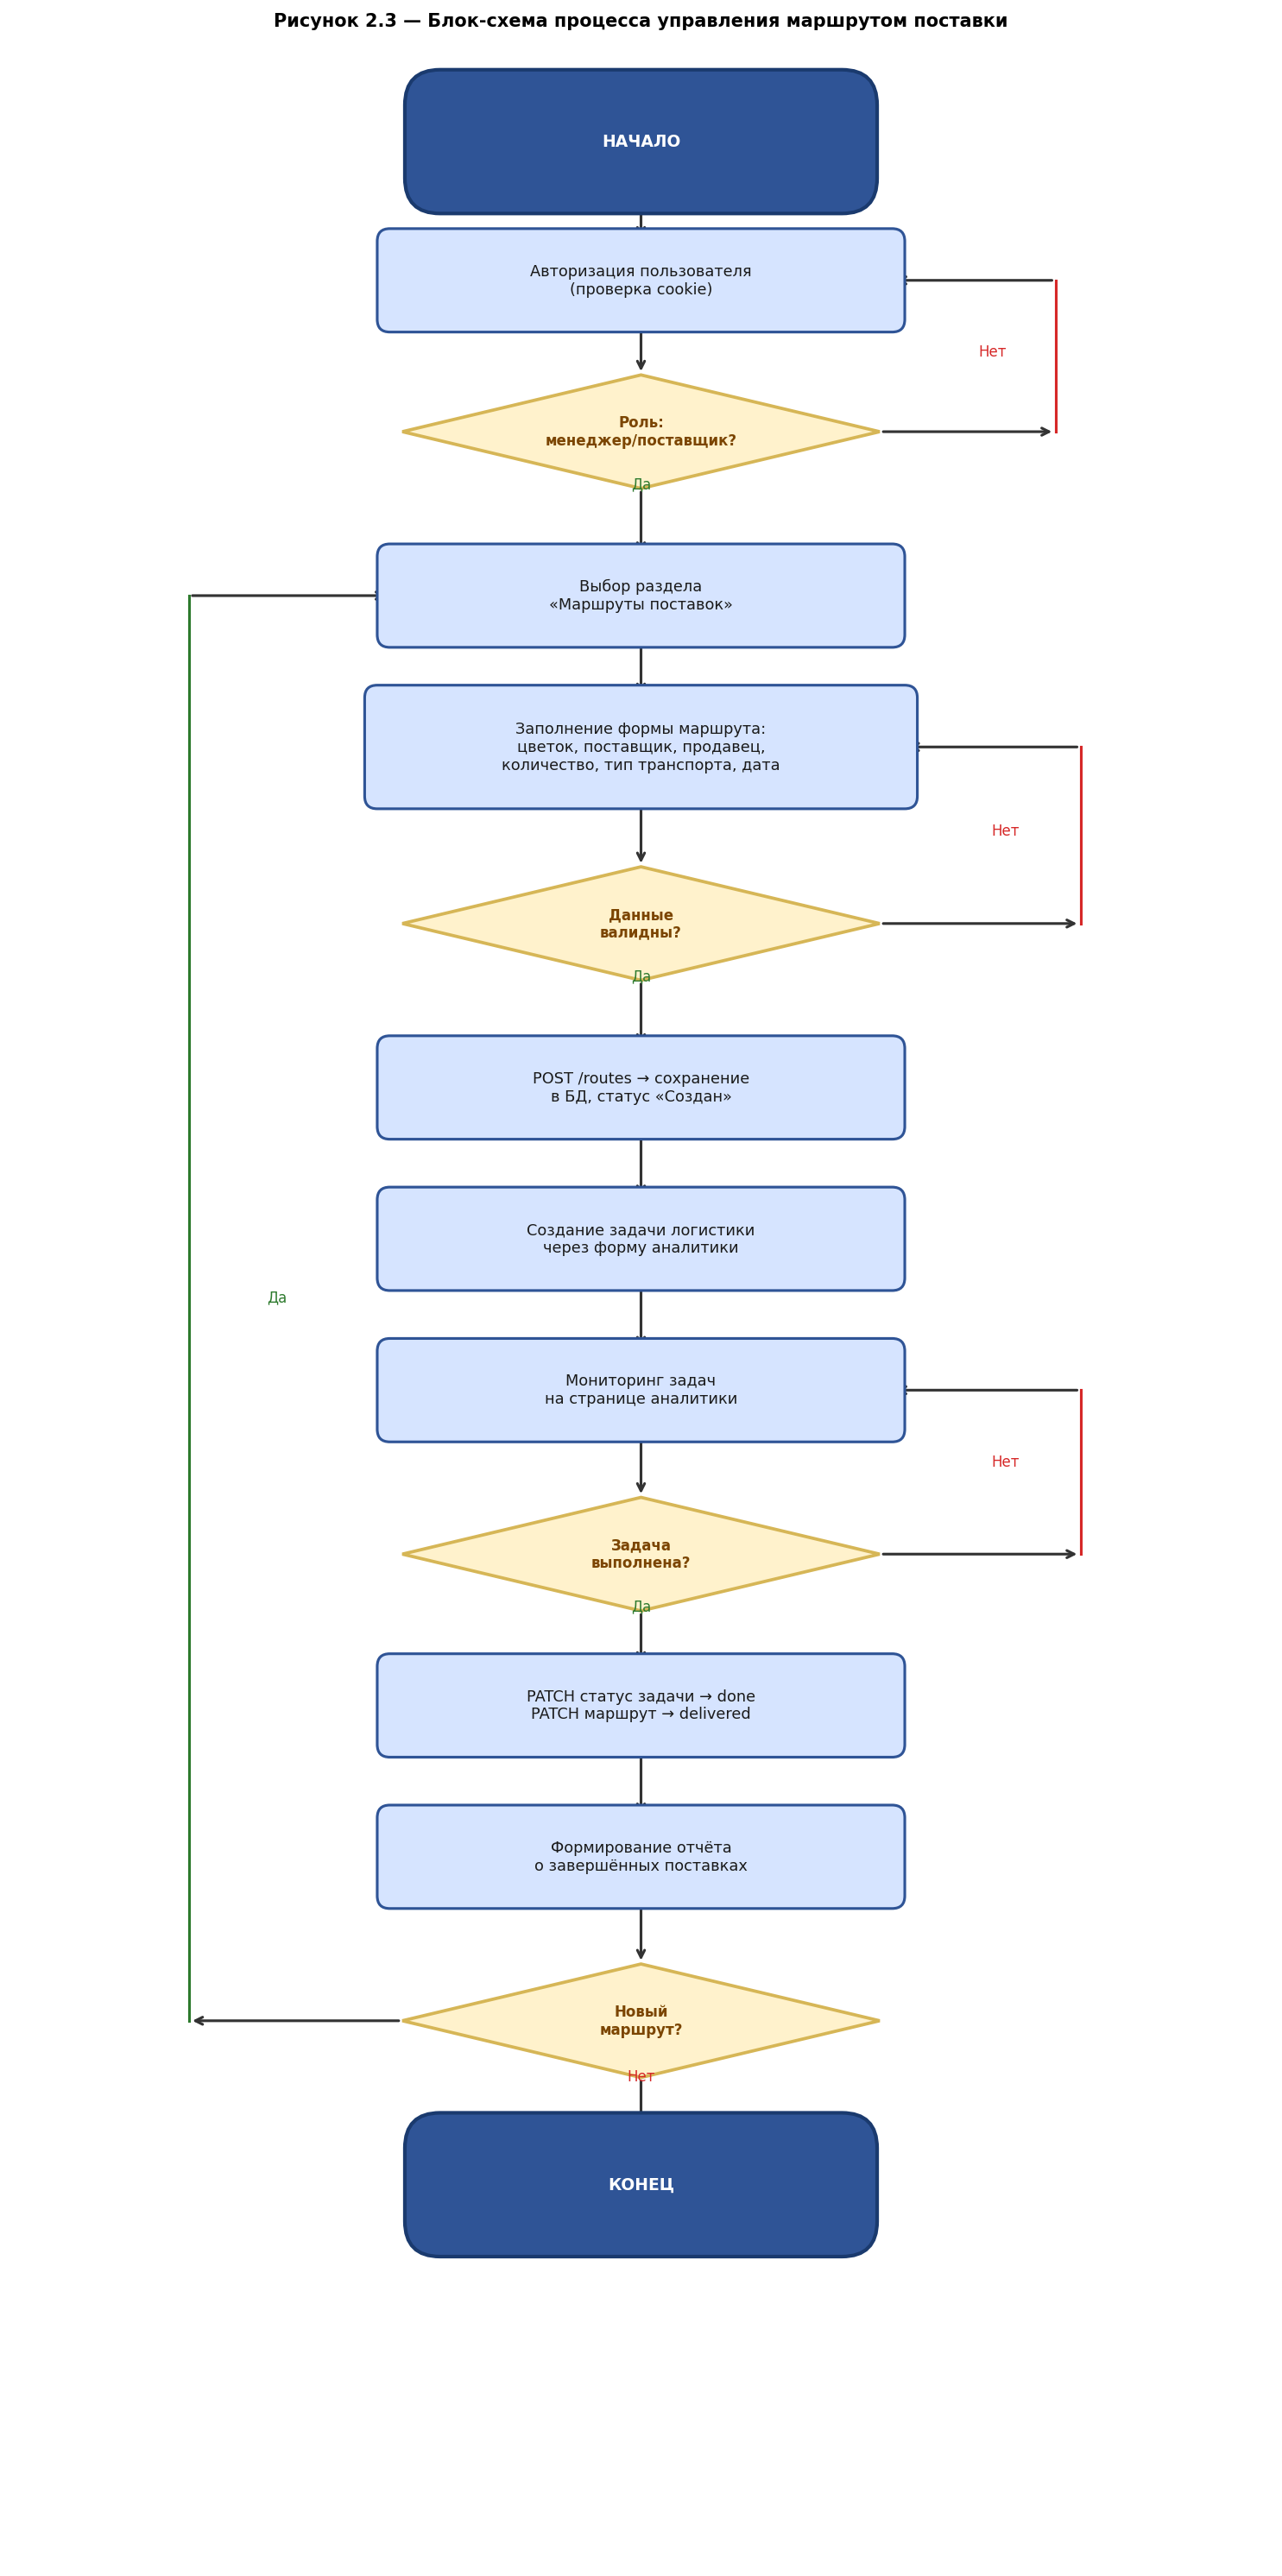 Рисунок 2.3 — Блок-схема процесса управления маршрутом поставки
НАЧАЛО
Авторизация пользователя
(проверка cookie)
Нет
Роль:
менеджер/поставщик?
Да
Выбор раздела
«Маршруты поставок»
Заполнение формы маршрута:
цветок, поставщик, продавец,
количество, тип транспорта, дата
Нет
Данные
валидны?
Да
POST /routes → сохранение
в БД, статус «Создан»
Создание задачи логистики
через форму аналитики
Да
Мониторинг задач
на странице аналитики
Нет
Задача
выполнена?
Да
PATCH статус задачи → done
PATCH маршрут → delivered
Формирование отчёта
о завершённых поставках
Новый
маршрут?
Нет
КОНЕЦ